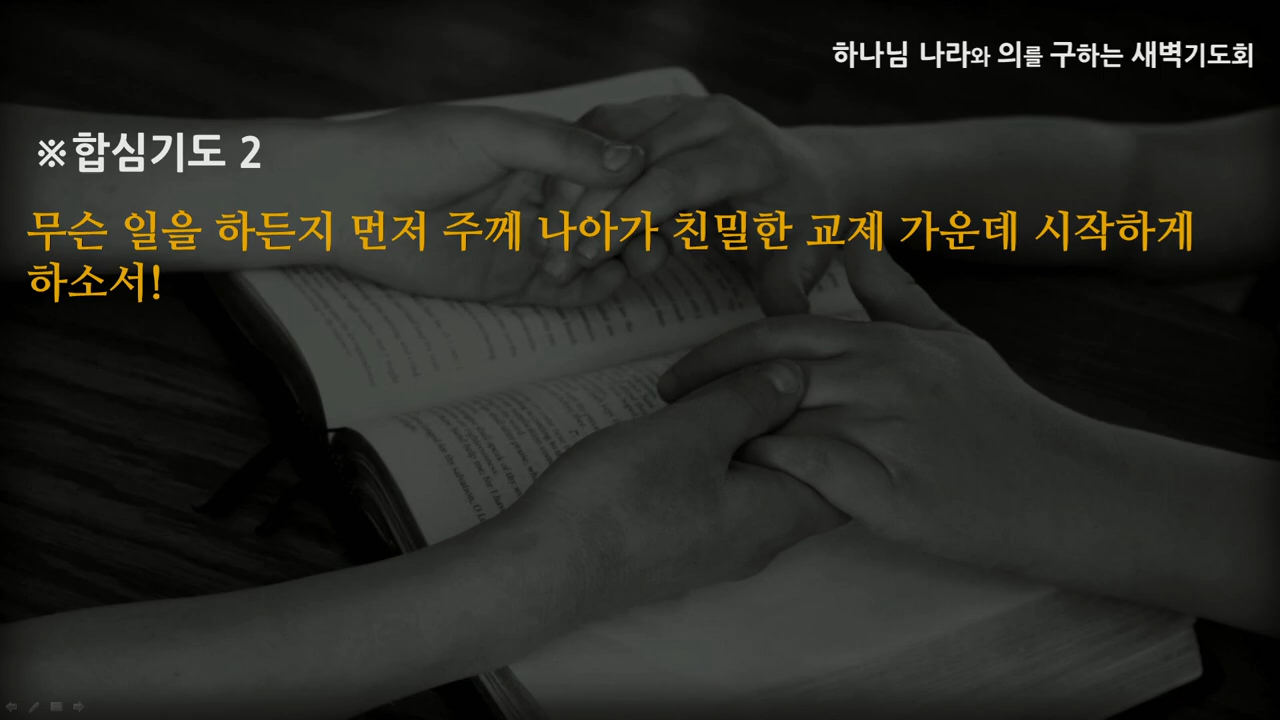 하나님 나라와 의를 구하는 새벽기도회
※합심기도 2
무슨 일을 하든지 먼저 주께 나아가 친밀한 교제 가운데 시작하게
하소서!